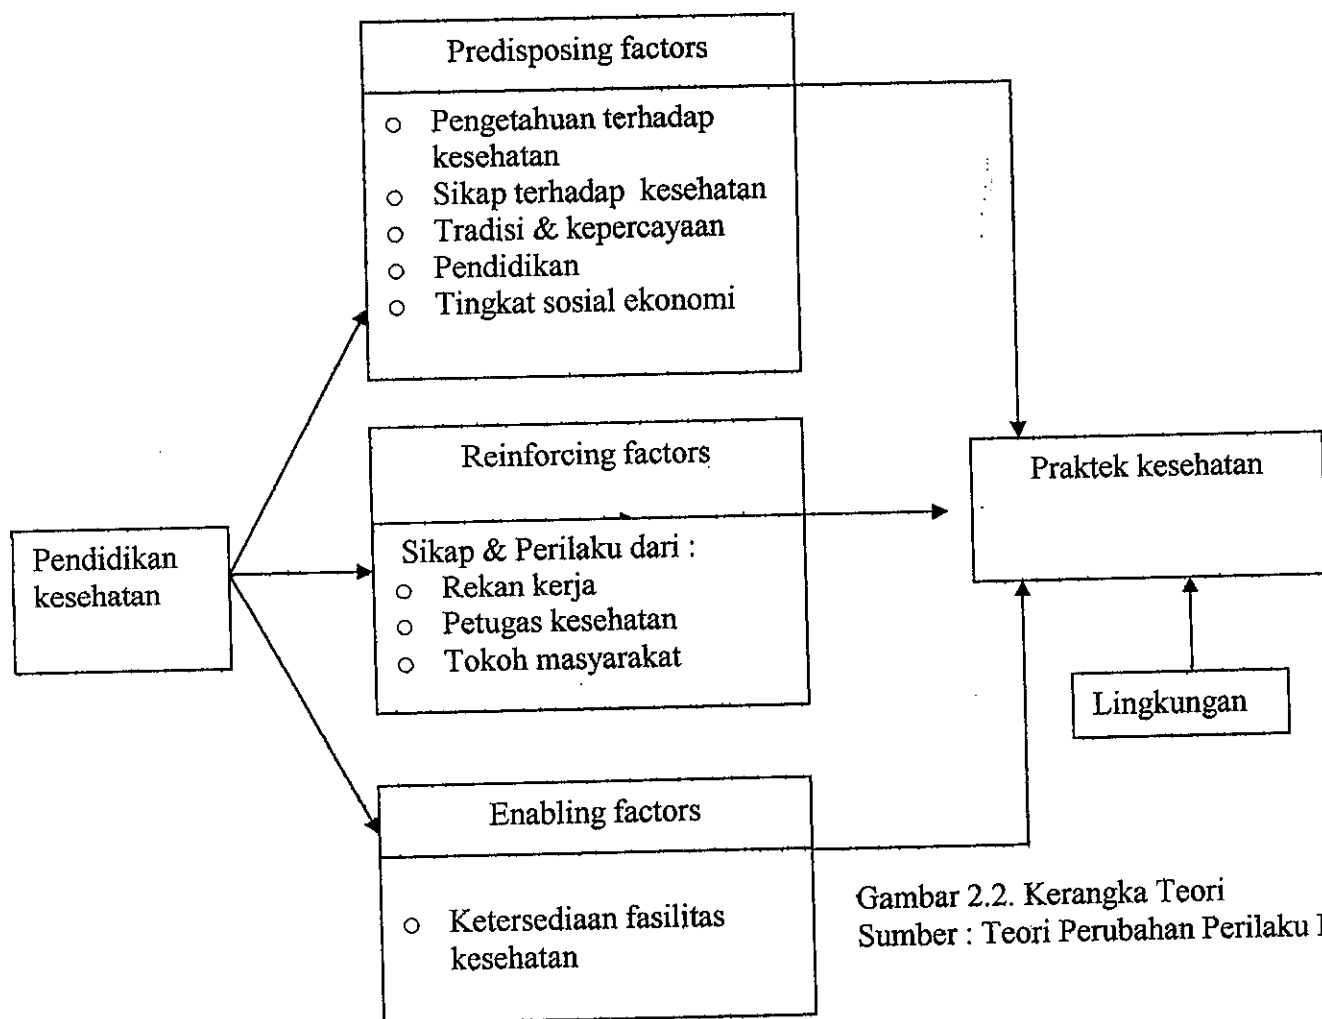 Predisposing factors
○ Pengetahuan terhadap
kesehatan
○ Sikap terhadap kesehatan
○ Tradisi & kepercayaan
○ Pendidikan
○ Tingkat sosial ekonomi
Reinforcing factors
Sikap & Perilaku dari :
○ Rekan kerja
○ Petugas kesehatan
○ Tokoh masyarakat
Enabling factors
○ Ketersediaan fasilitas
kesehatan
Pendidikan
kesehatan
Praktek kesehatan
Lingkungan
Gambar 2.2. Kerangka Teori
Sumber : Teori Perubahan Perilaku